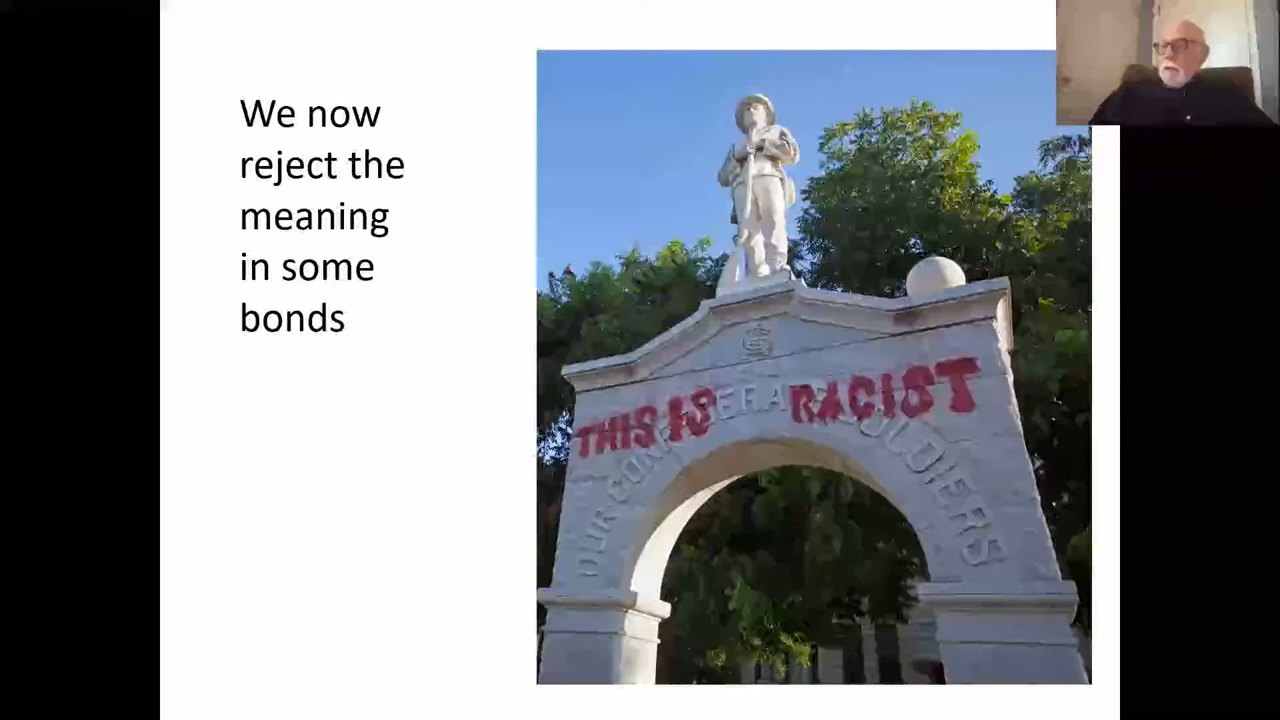 We now
reject the
meaning
in some
bonds
THIS IS RACIST
OUR CONFEDERATE SOLDIERS